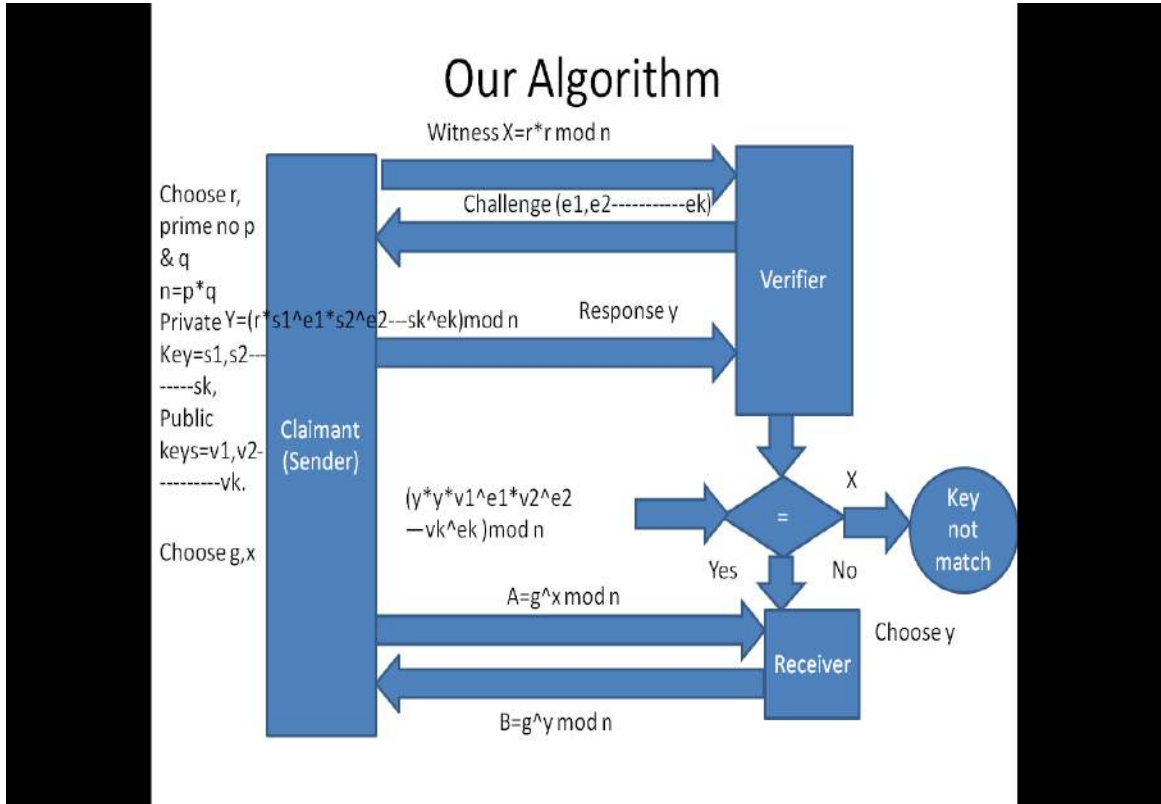 Our Algorithm
Witness X=r*r mod n
Choose r,
prime no p
& q
n=p*q
Private
Key=s1,s2---
-----sk,
Public
keys=v1,v2-
---------vk.
Choose g,x
Challenge (e1,e2-----------ek)
Y=(r*s1^e1*s2^e2---sk^ek)mod n
Response y
Verifier
Claimant
(Sender)
(y*y*v1^e1*v2^e2
—vk^ek )mod n
=
X
Key
not
match
Yes
No
A=g^x mod n
Receiver
Choose y
B=g^y mod n